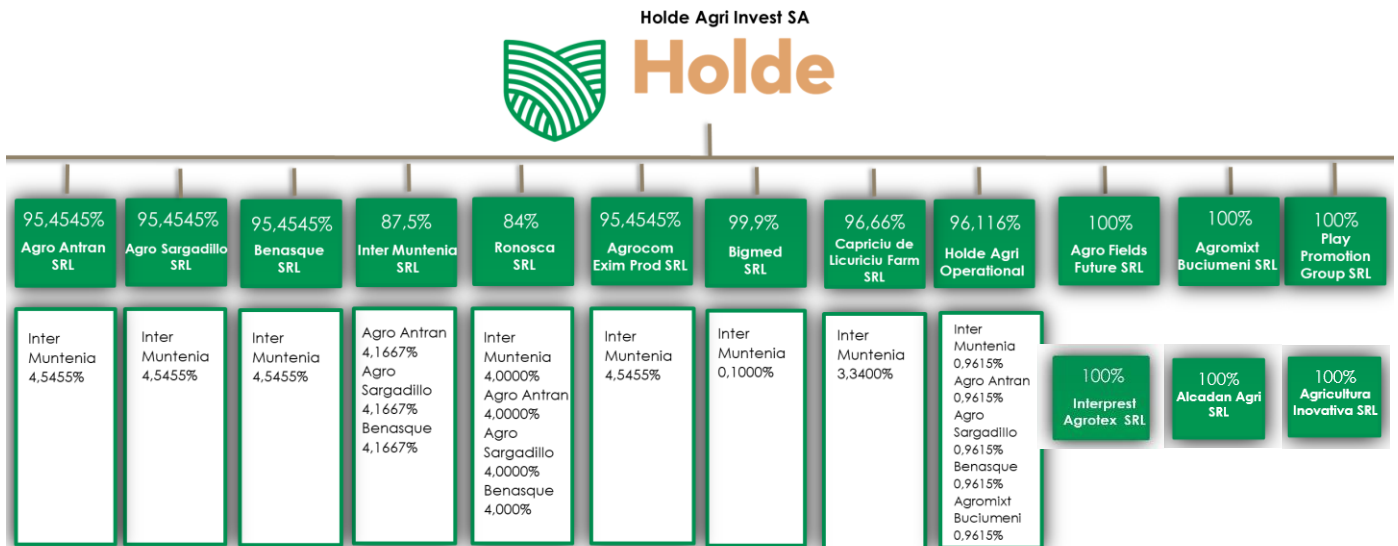 Holde Agri Invest SA
Holde
95,4545%
Agro Antran
SRL
95,4545%
Agro Sargadillo
SRL
95,4545%
Benasque
SRL
87,5%
Inter Muntenia
SRL
84%
Ronosca
SRL
95,4545%
Agrocom
Exim Prod SRL
99,9%
Bigmed
SRL
96,66%
Capriciu de
Licuriciu Farm
SRL
96,116%
Holde Agri
Operational
100%
Agro Fields
Future SRL
100%
Agromixt
Buciumeni SRL
100%
Play
Promotion
Group SRL
Inter
Muntenia
4,5455%
Inter
Muntenia
4,5455%
Inter
Muntenia
4,5455%
Agro Antran
4,1667%
Agro
Sargadillo
4,1667%
Benasque
4,1667%
Inter
Muntenia
4,0000%
Agro Antran
4,0000%
Agro
Sargadillo
4,0000%
Benasque
4,000%
Inter
Muntenia
4,5455%
Inter
Muntenia
0,1000%
Inter
Muntenia
3,3400%
Inter
Muntenia
0,9615%
Agro Antran
0,9615%
Agro
Sargadillo
0,9615%
Benasque
0,9615%
Agromixt
Buciumeni
0,9615%
100%
Interprest
Agrotex SRL
100%
Alcadan Agri
SRL
100%
Agricultura
Inovativa SRL